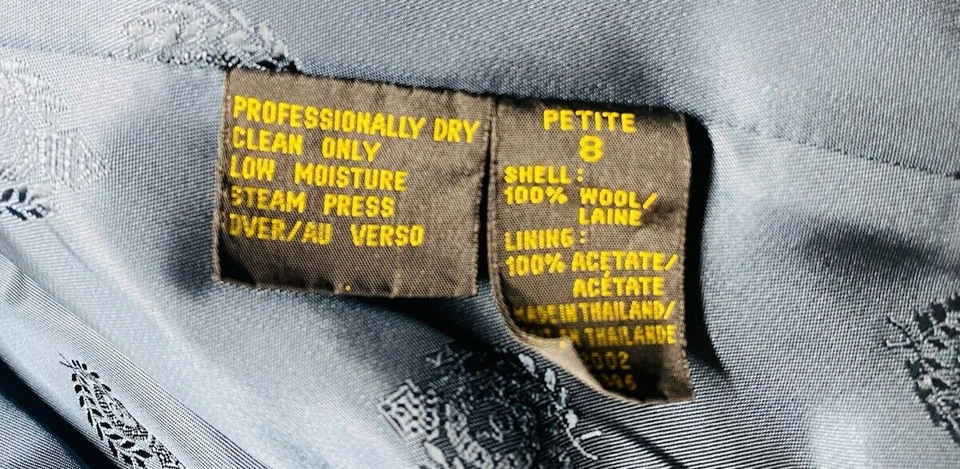 PROFESSIONALLY DRY
CLEAN ONLY
LOW MOISTURE
STEAM PRESS
OVER/AU VERSO
PETITE
8
SHELL:
100% WOOL/
LAINE
LINING:
100% ACETATE/
ACÉTATE
MADE IN THAILAND/
THAILANDE